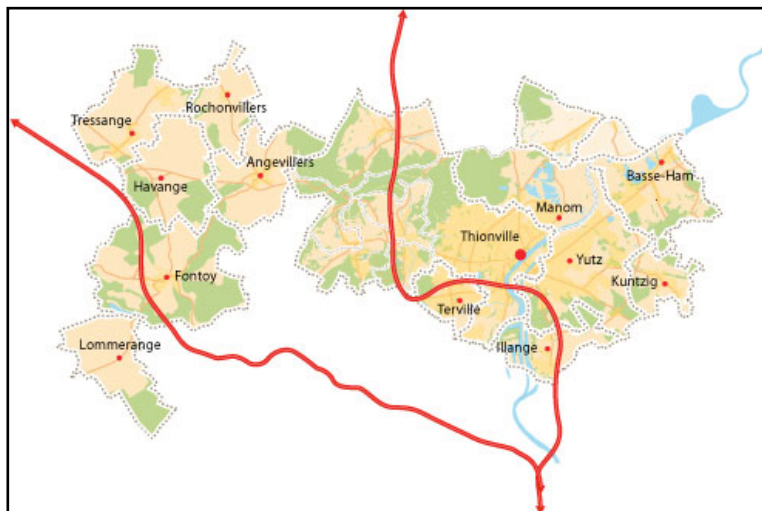 Rochonvillers
Tressange
Angevillers
Havange
Basse-Ham
Manom
Thionville
Yutz
Fontoy
Kuntzig
Terville
Illange
Lommerange